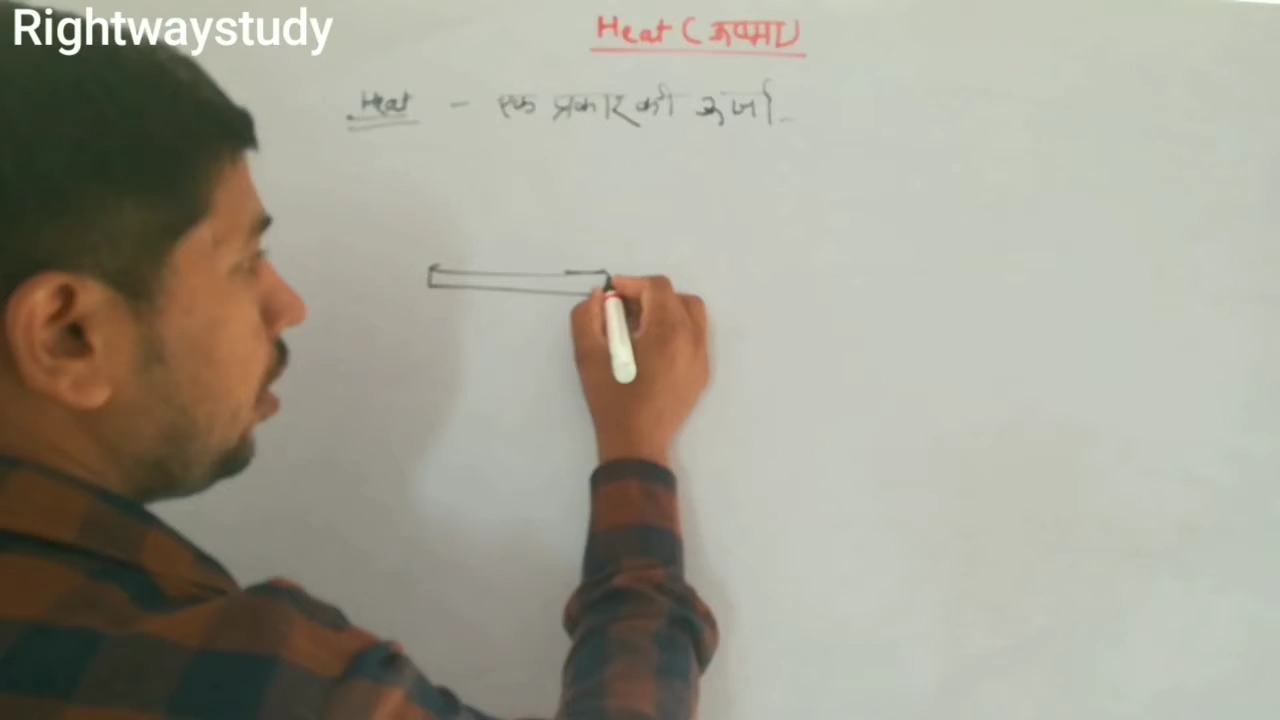 Rightwaystudy
Heat (ऊष्मा)
Heat - एक प्रकार की ऊर्जा